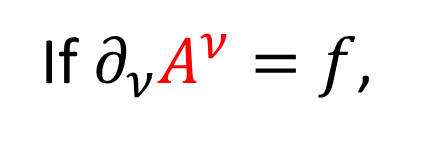 If ∂_ν A^ν = f,